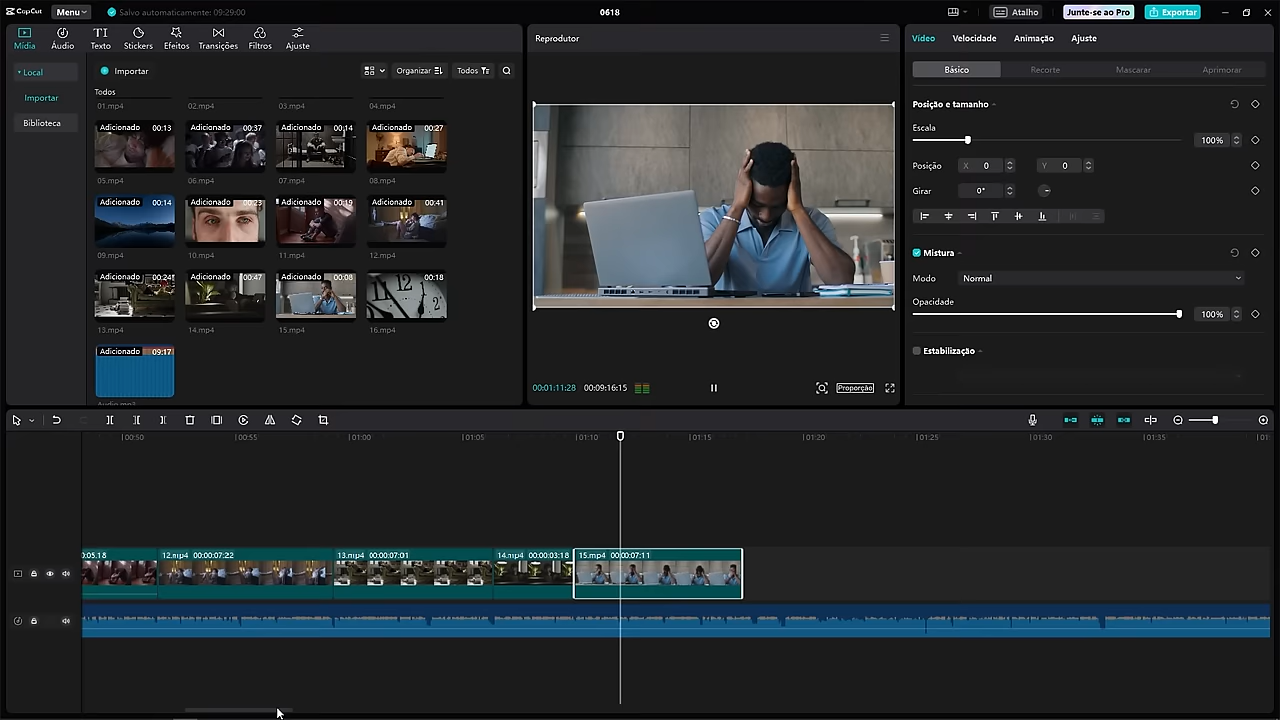 CapCut Menu Salvo automaticamente: 09:29:00 0618 Atalho Junte-se ao Pro Exportar
Mídia Áudio Texto Stickers Efeitos Transições Filtros Ajuste
Local
Importar
Biblioteca
Importar Organizar Todos
Todos
01.mp4 02.mp4 03.mp4 04.mp4
Adicionado 00:13 Adicionado 00:37 Adicionado 00:14 Adicionado 00:27
05.mp4 06.mp4 07.mp4 08.mp4
Adicionado 00:14 Adicionado 00:23 Adicionado 00:19 Adicionado 00:41
09.mp4 10.mp4 11.mp4 12.mp4
Adicionado 00:24 Adicionado 00:47 Adicionado 00:08 00:18
13.mp4 14.mp4 15.mp4 16.mp4
Adicionado 09:17
Audio.mp3
Reprodutor
00:01:11:28 00:09:16:15 Proporção
Vídeo Velocidade Animação Ajuste
Básico Recorte Mascarar Aprimorar
Posição e tamanho
Escala
100%
Posição X 0 Y 0
Girar 0°
Mistura
Modo Normal
Opacidade
100%
Estabilização
00:50 00:55 01:00 01:05 01:10 01:15 01:20 01:25 01:30 01:35
0:05:18 12.mp4 00:00:07:22 13.mp4 00:00:07:01 14.mp4 00:00:03:18 15.mp4 00:00:07:11